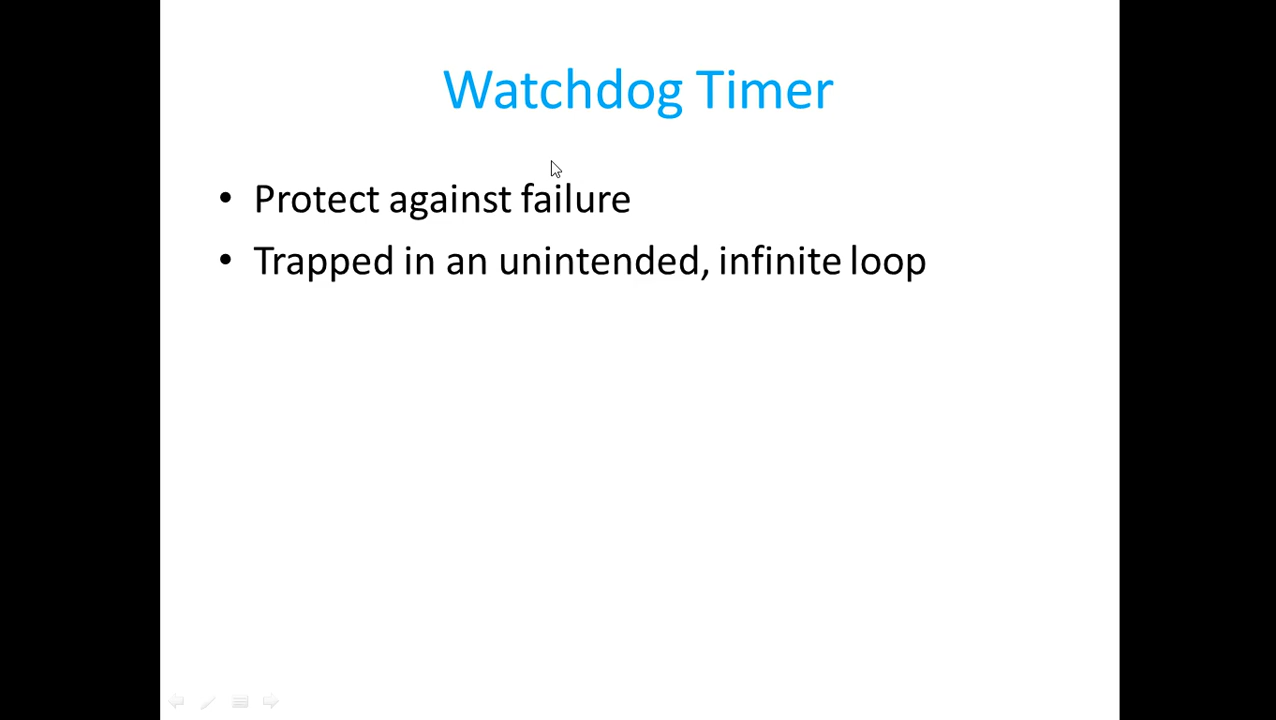 Watchdog Timer
• Protect against failure
• Trapped in an unintended, infinite loop